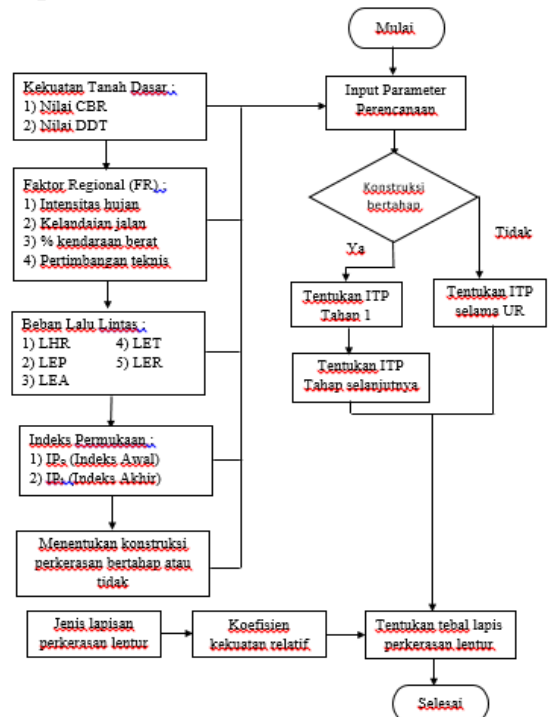 Mulai
Kekuatan Tanah Dasar :
1) Nilai CBR
2) Nilai DDT
Input Parameter
Perencanaan
Faktor Regional (FR) :
1) Intensitas hujan
2) Kelandaian jalan
3) % kendaraan berat
4) Pertimbangan teknis
Konstruksi
bertahap
Ya
Tidak
Beban Lalu Lintas :
1) LHR 4) LET
2) LEP 5) LER
3) LEA
Tentukan ITP
Tahan 1
Tentukan ITP
selama UR
Tentukan ITP
Tahap selanjutnya
Indeks Permukaan :
1) IP₀ (Indeks Awal)
2) IPt (Indeks Akhir)
Menentukan konstruksi
perkerasan bertahap atau
tidak
Jenis lapisan
perkerasan lentur
Koefisien
kekuatan relatif
Tentukan tebal lapis
perkerasan lentur
Selesai